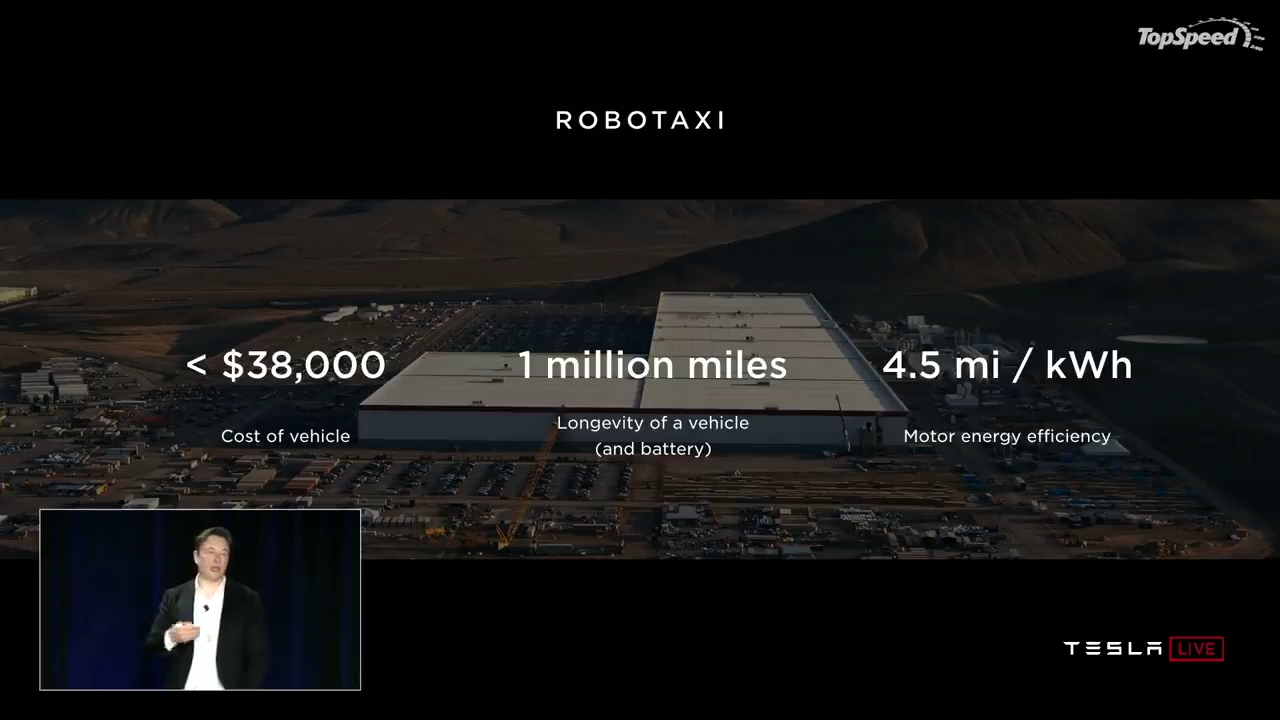 TopSpeed
ROBOTAXI
< $38,000
1 million miles
4.5 mi / kWh
Cost of vehicle
Longevity of a vehicle
(and battery)
Motor energy efficiency
TESLA LIVE